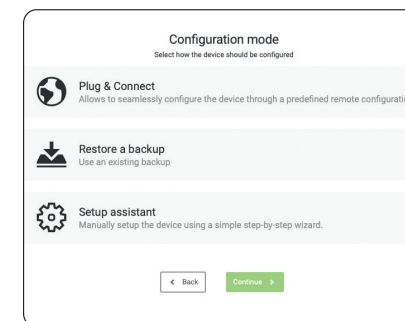 Configuration mode
Select how the device should be configured
Plug & Connect
Allows to seamlessly configure the device through a predefined remote configuratio
Restore a backup
Use an existing backup
Setup assistant
Manually setup the device using a simple step-by-step wizard.
Back
Continue